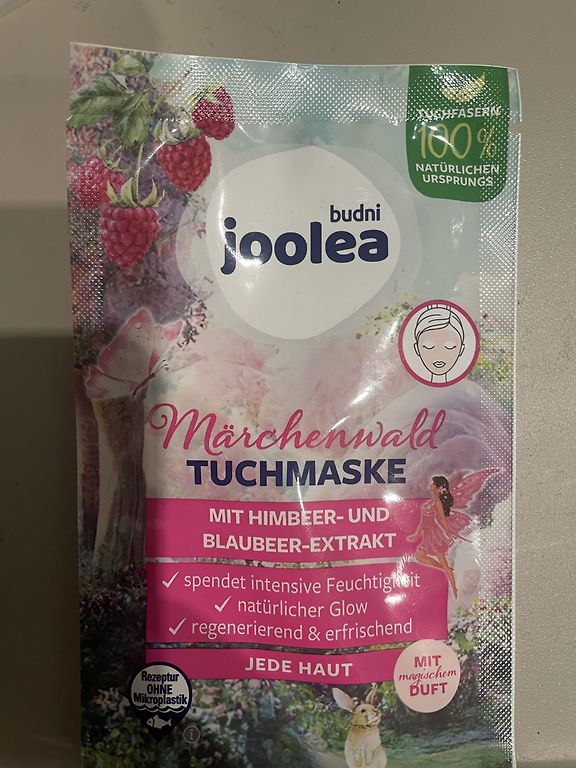 TUCHFASERN
100%
NATÜRLICHEN
URSPRUNGS
budni
joolea
Märchenwald
TUCHMASKE
MIT HIMBEER- UND
BLAUBEER-EXTRAKT
✓ spendet intensive Feuchtigkeit
✓ natürlicher Glow
✓ regenerierend & erfrischend
JEDE HAUT
MIT
magischem
DUFT
Rezeptur
OHNE
Mikroplastik
i